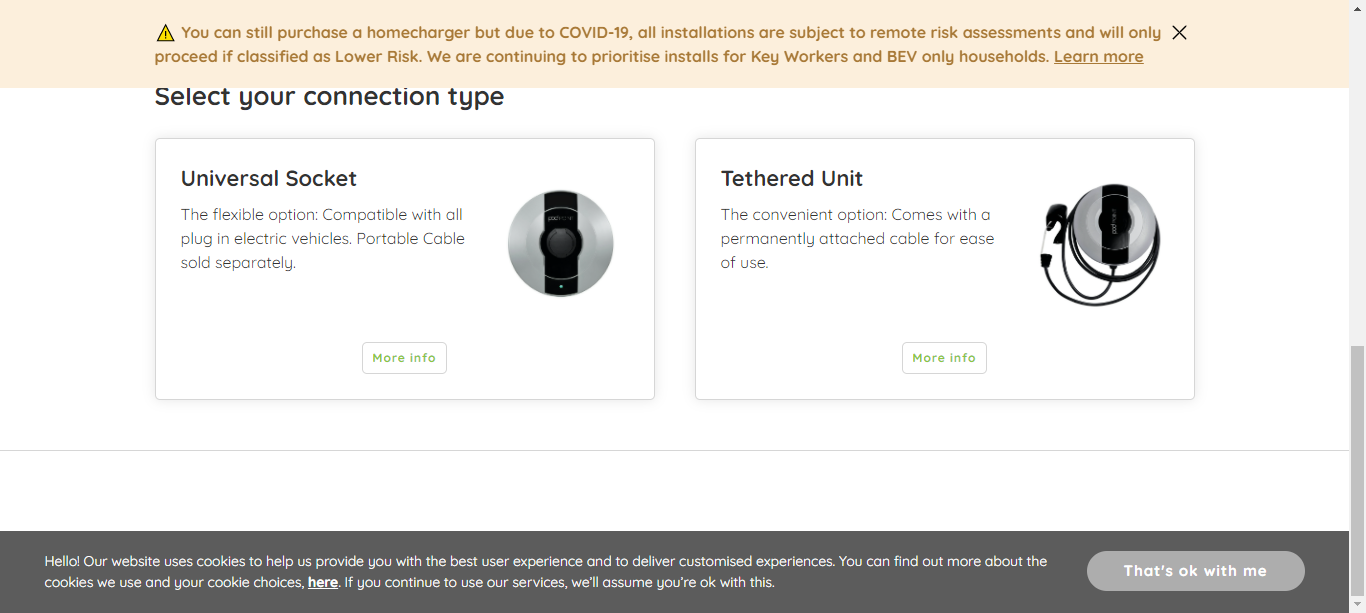 ⚠ You can still purchase a homecharger but due to COVID-19, all installations are subject to remote risk assessments and will only
proceed if classified as Lower Risk. We are continuing to prioritise installs for Key Workers and BEV only households. Learn more
Select your connection type
Universal Socket
The flexible option: Compatible with all
plug in electric vehicles. Portable Cable
sold separately.
More info
Tethered Unit
The convenient option: Comes with a
permanently attached cable for ease
of use.
More info
Hello! Our website uses cookies to help us provide you with the best user experience and to deliver customised experiences. You can find out more about the
cookies we use and your cookie choices, here. If you continue to use our services, we'll assume you're ok with this.
That's ok with me